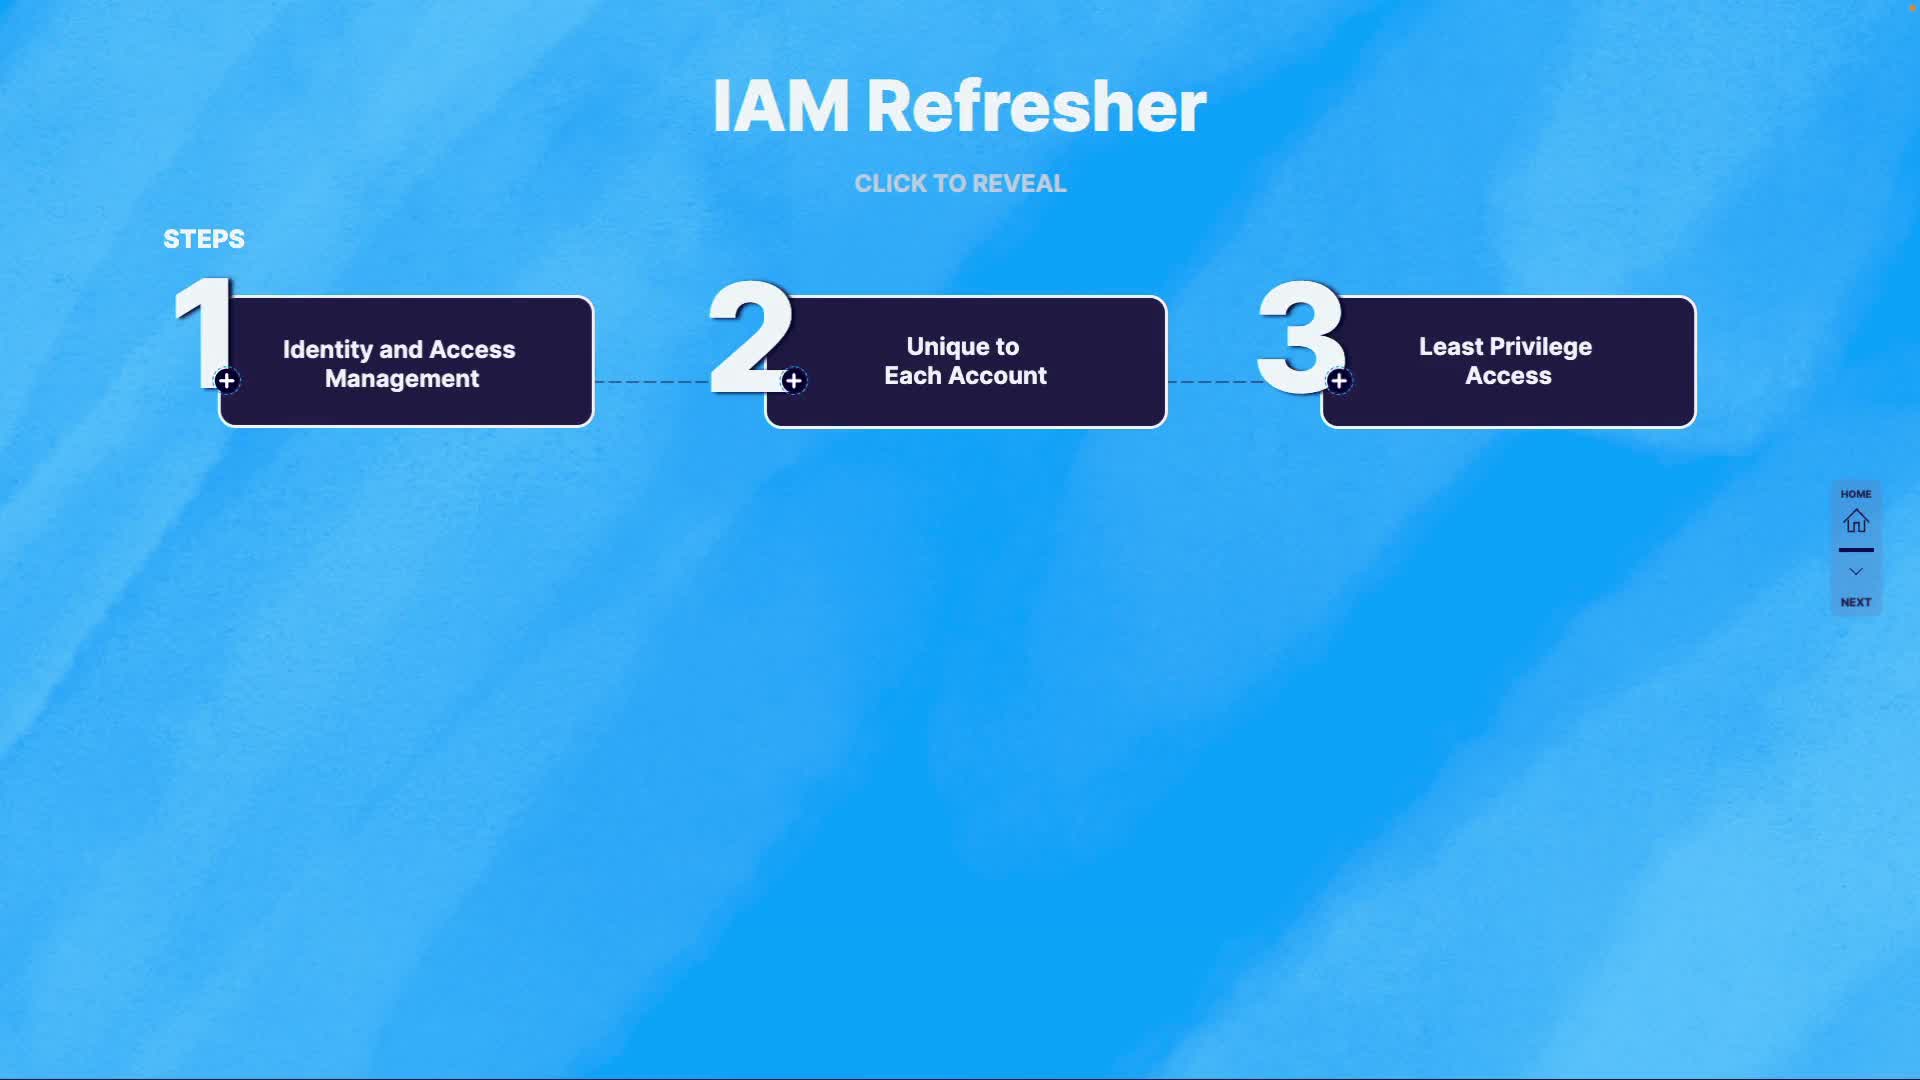 IAM Refresher
CLICK TO REVEAL
STEPS
1
Identity and Access
Management
2
Unique to
Each Account
3
Least Privilege
Access
HOME
NEXT